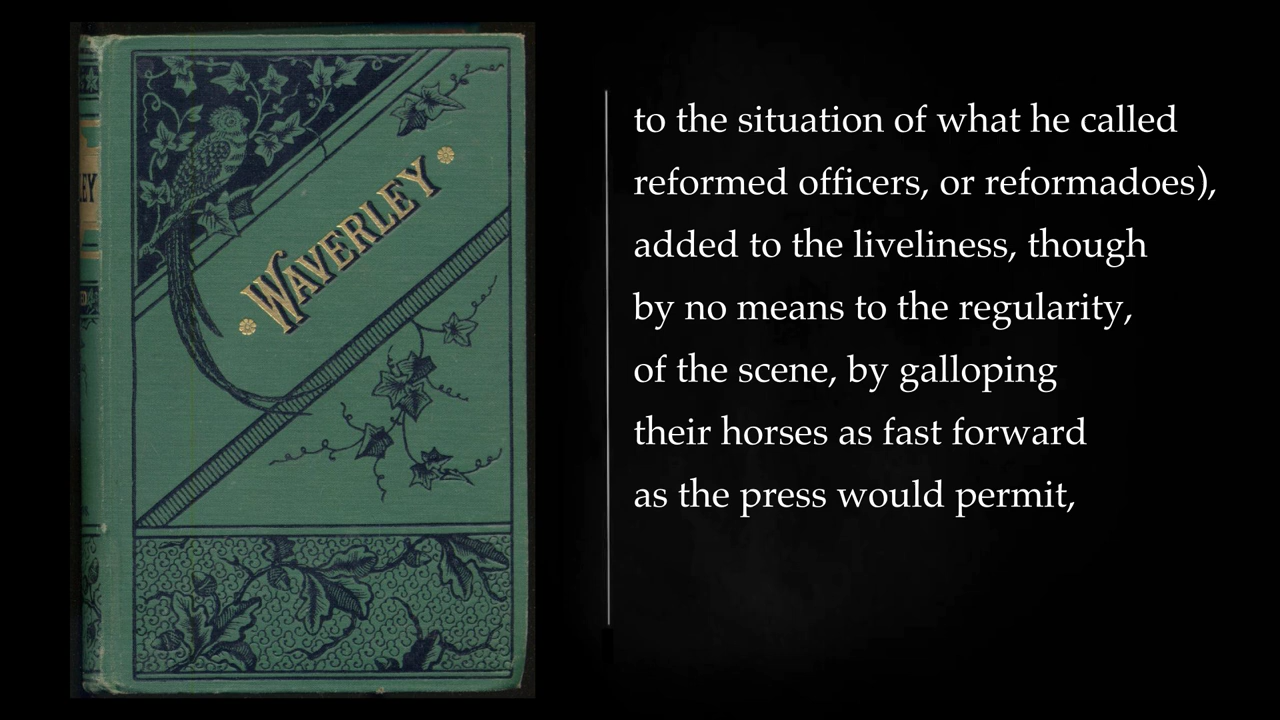 WAVERLEY
EY
to the situation of what he called
reformed officers, or reformadoes),
added to the liveliness, though
by no means to the regularity,
of the scene, by galloping
their horses as fast forward
as the press would permit,